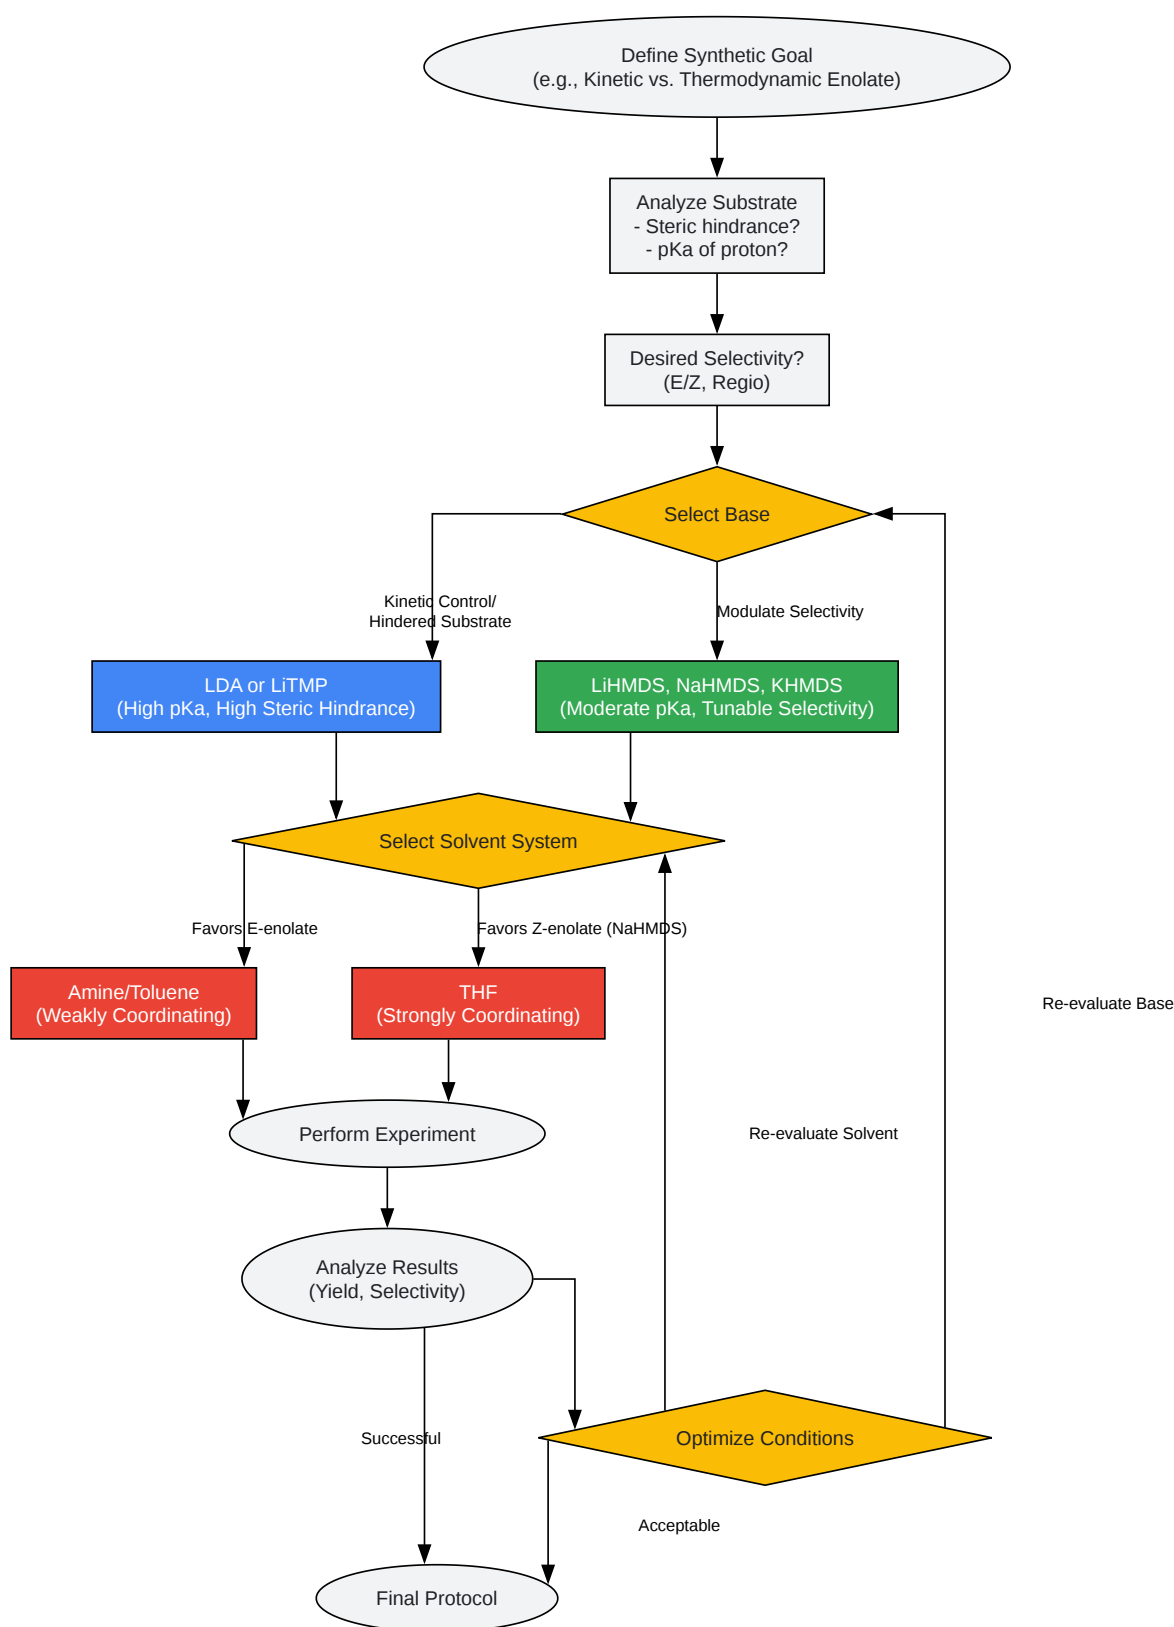 Define Synthetic Goal
(e.g., Kinetic vs. Thermodynamic Enolate)
Analyze Substrate
- Steric hindrance?
- pKa of proton?
Desired Selectivity?
(E/Z, Regio)
Select Base
Kinetic Control/
Hindered Substrate
Modulate Selectivity
LDA or LiTMP
(High pKa, High Steric Hindrance)
LiHMDS, NaHMDS, KHMDS
(Moderate pKa, Tunable Selectivity)
Select Solvent System
Favors E-enolate
Favors Z-enolate (NaHMDS)
Amine/Toluene
(Weakly Coordinating)
THF
(Strongly Coordinating)
Re-evaluate Base
Perform Experiment
Re-evaluate Solvent
Analyze Results
(Yield, Selectivity)
Successful
Optimize Conditions
Acceptable
Final Protocol